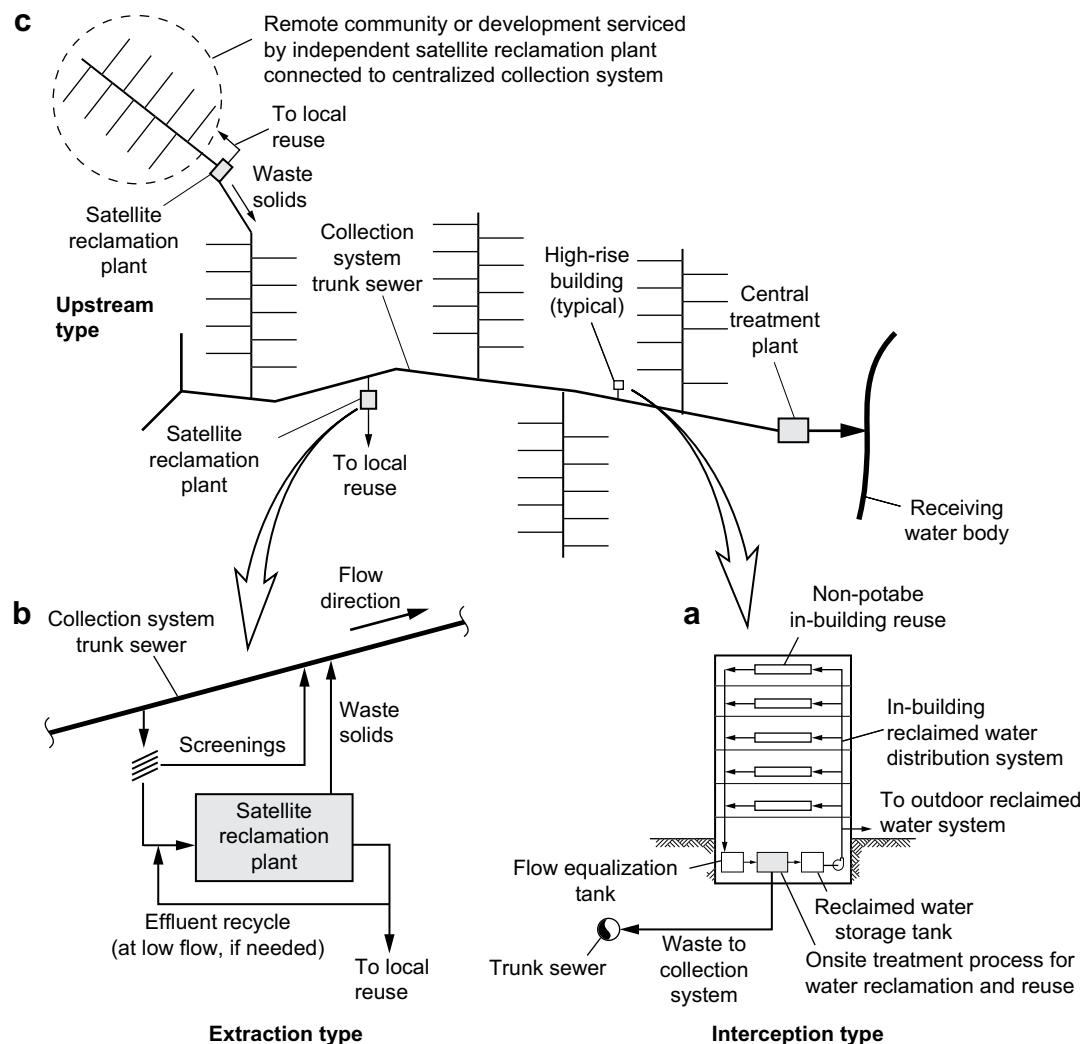 c
Remote community or development serviced
by independent satellite reclamation plant
connected to centralized collection system
To local
reuse
Waste
solids
Satellite
reclamation
plant
Upstream
type
Collection
system
trunk sewer
High-rise
building
(typical)
Central
treatment
plant
Satellite
reclamation
plant
To local
reuse
Receiving
water body
b
Collection system
trunk sewer
Flow
direction
Screenings
Waste
solids
Satellite
reclamation
plant
Effluent recycle
(at low flow, if needed)
To local
reuse
Extraction type
a
Non-potabe
in-building reuse
In-building
reclaimed water
distribution system
To outdoor reclaimed
water system
Flow equalization
tank
Reclaimed water
storage tank
Trunk sewer
Waste to
collection
system
Onsite treatment process for
water reclamation and reuse
Interception type